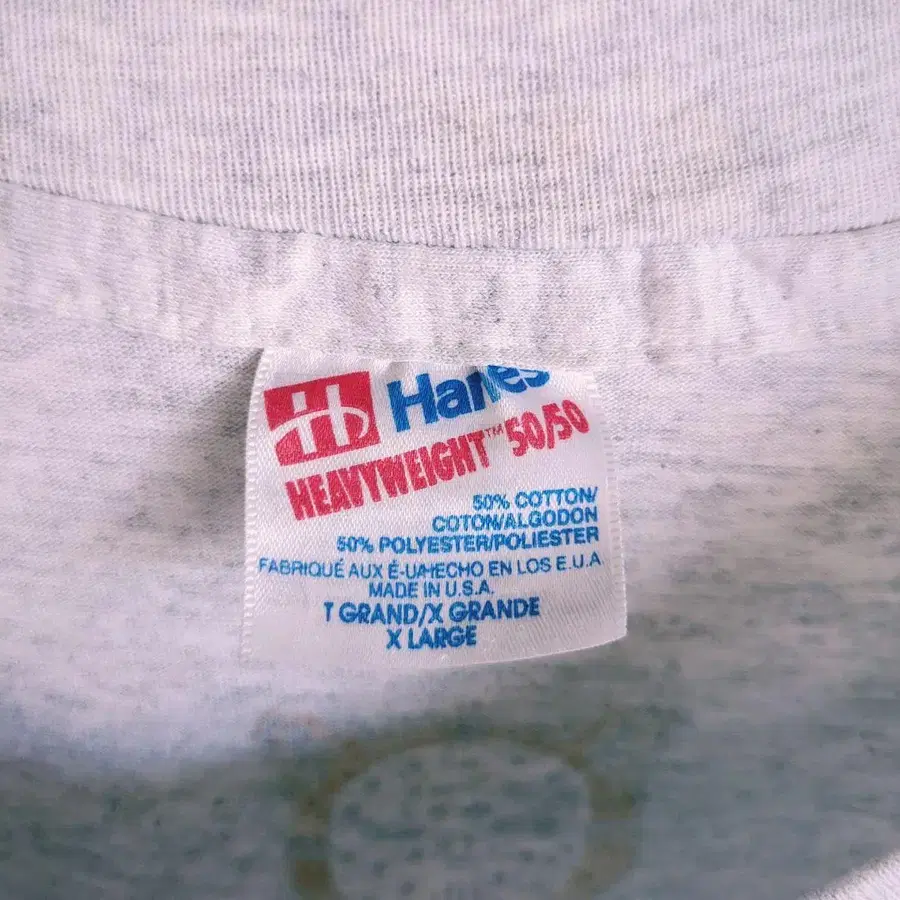 Hanes
HEAVYWEIGHT™ 50/50
50% COTTON/
COTON/ALGODON
50% POLYESTER/POLIESTER
FABRIQUÉ AUX É-U/HECHO EN LOS E.U.A.
MADE IN U.S.A.
T GRAND/X GRANDE
X LARGE